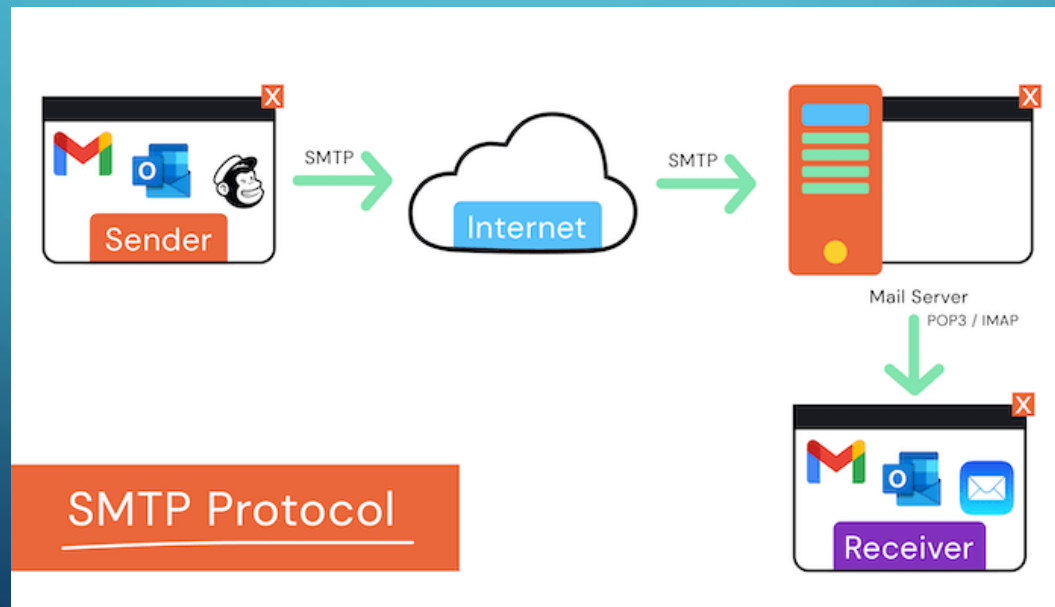 X
X
SMTP
SMTP
Sender
Internet
O
Mail Server
POP3 / IMAP
X
O
Receiver
SMTP Protocol